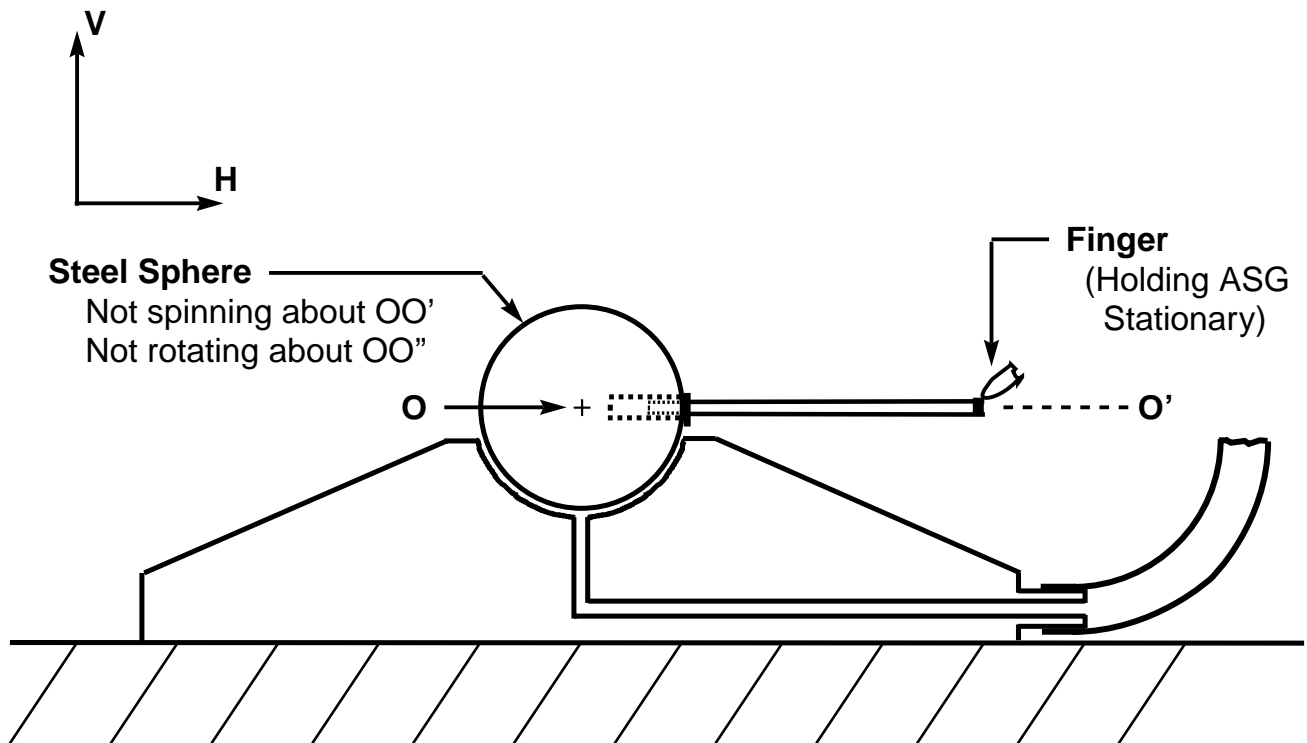 V
H
Steel Sphere
Not spinning about OO’
Not rotating about OO”
Finger
(Holding ASG
Stationary)
O
O’